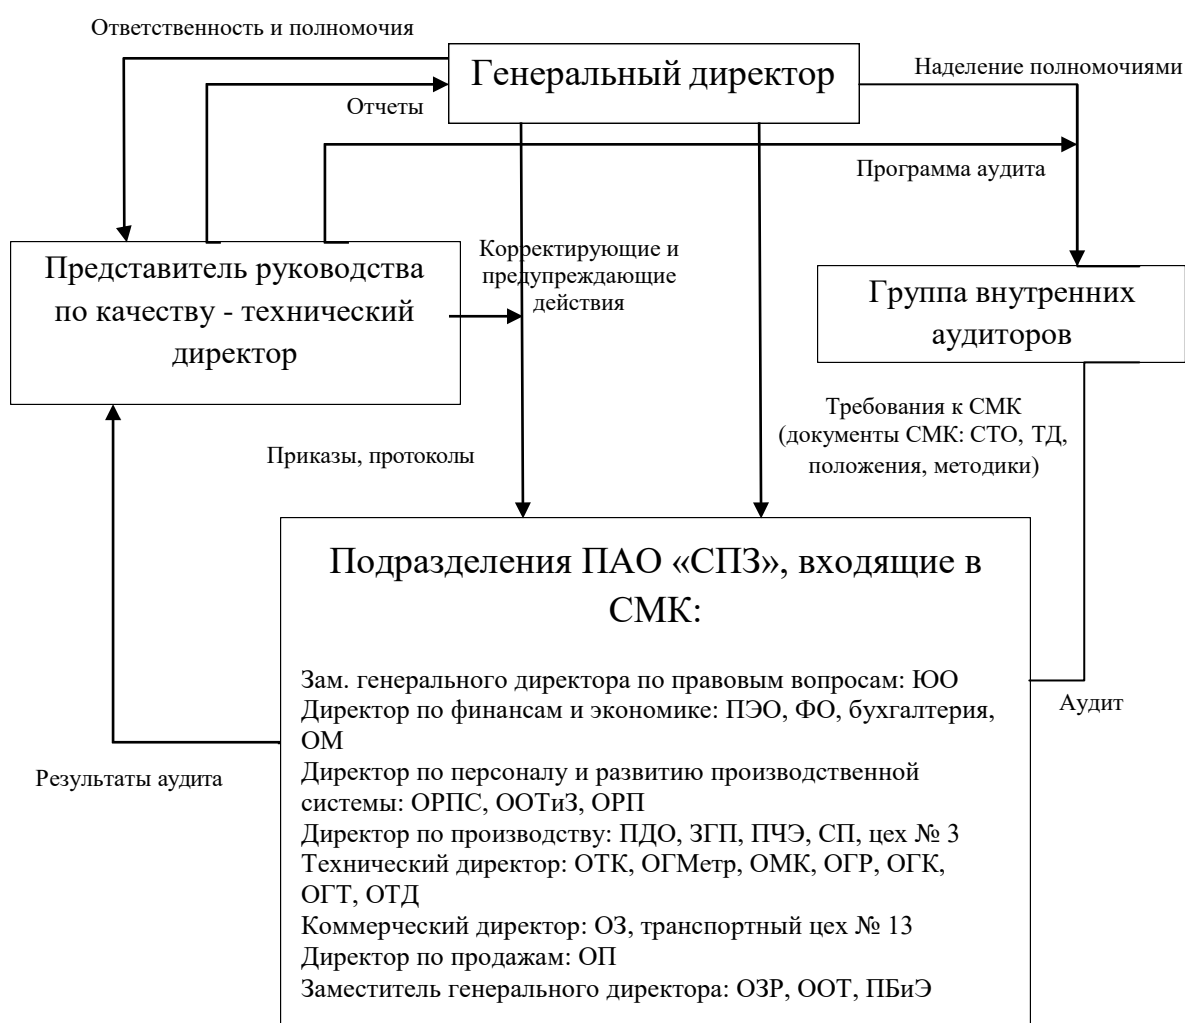 Ответственность и полномочия
Генеральный директор
Наделение полномочиями
Отчеты
Программа аудита
Корректирующие и
предупреждающие
действия
Представитель руководства
по качеству - технический
директор
Группа внутренних
аудиторов
Требования к СМК
(документы СМК: СТО, ТД,
положения, методики)
Приказы, протоколы
Подразделения ПАО «СПЗ», входящие в
СМК:
Зам. генерального директора по правовым вопросам: ЮО
Директор по финансам и экономике: ПЭО, ФО, бухгалтерия,
ОМ
Директор по персоналу и развитию производственной
системы: ОРПС, ООТиЗ, ОРП
Директор по производству: ПДО, ЗГП, ПЧЭ, СП, цех № 3
Технический директор: ОТК, ОГМетр, ОМК, ОГР, ОГК,
ОГТ, ОТД
Коммерческий директор: ОЗ, транспортный цех № 13
Директор по продажам: ОП
Заместитель генерального директора: ОЗР, ООТ, ПБиЭ
Аудит
Результаты аудита